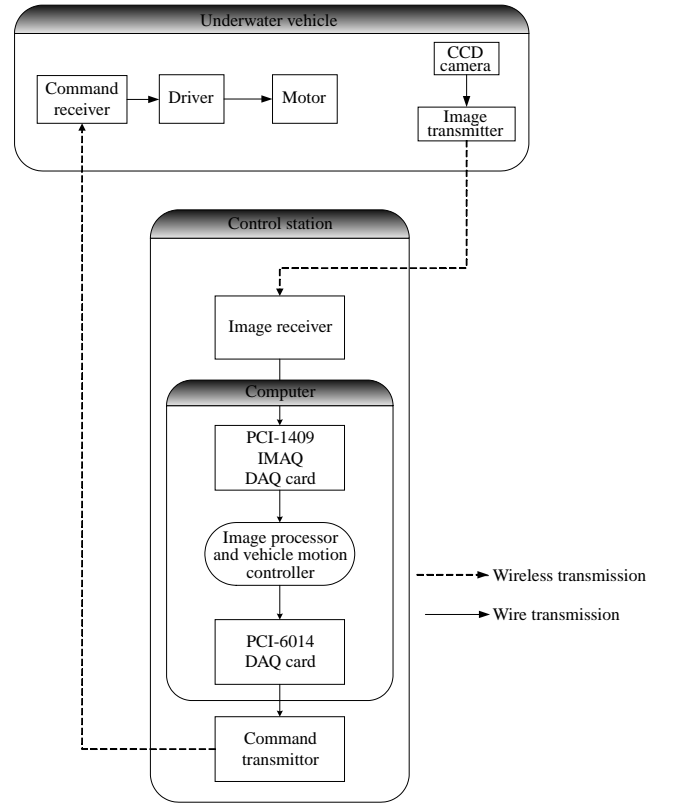 Underwater vehicle
CCD
camera
Command
receiver
Driver
Motor
Image
transmitter
Control station
Image receiver
Computer
PCI-1409
IMAQ
DAQ card
Image processor
and vehicle motion
controller
Wireless transmission
Wire transmission
PCI-6014
DAQ card
Command
transmittor